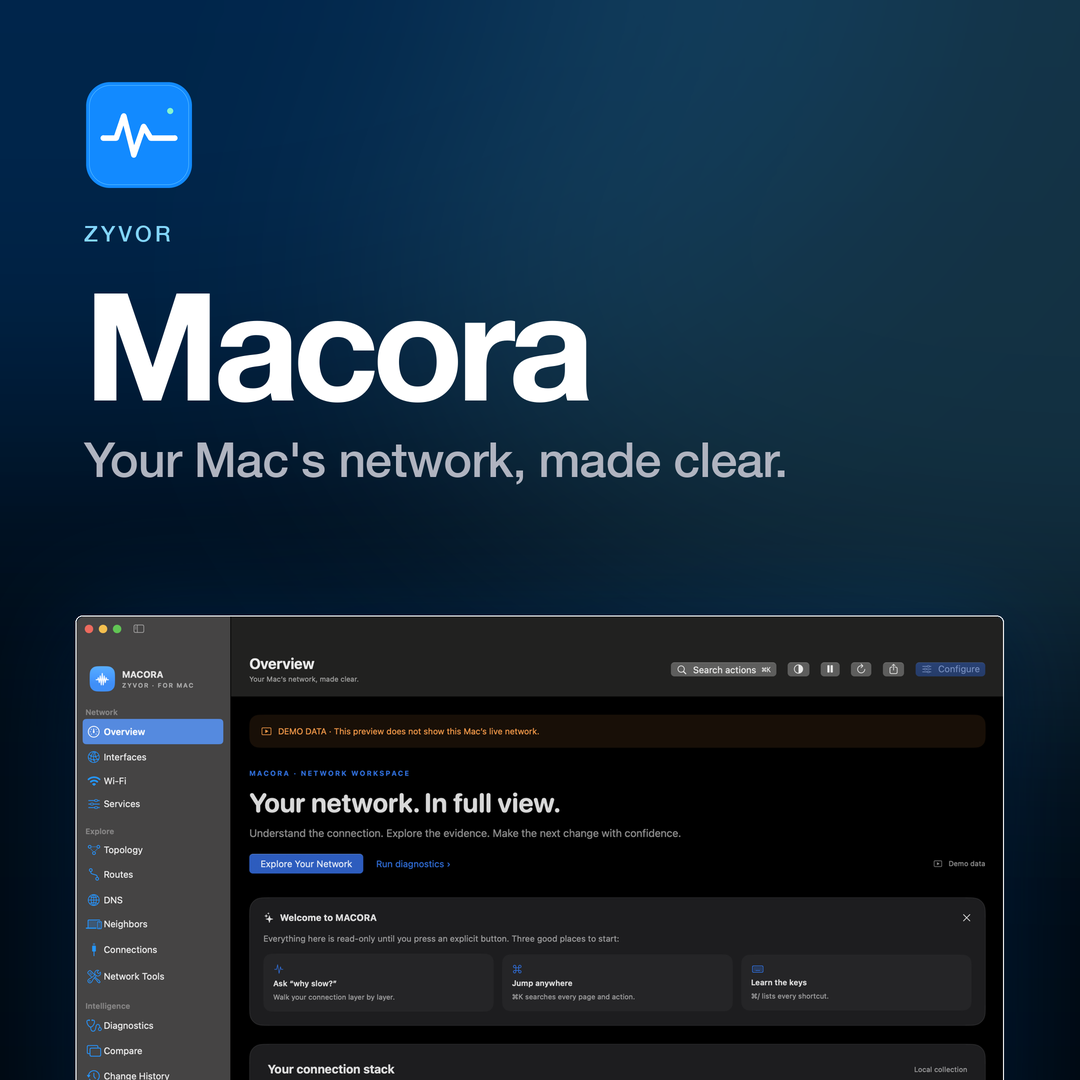 ZYVOR
Macora
Your Mac's network, made clear.
MACORA
ZYVOR · FOR MAC
Network
Overview
Interfaces
Wi-Fi
Services
Explore
Topology
Routes
DNS
Neighbors
Connections
Network Tools
Intelligence
Diagnostics
Compare
Change History
Overview
Your Mac's network, made clear.
Search actions ⌘K
Configure
DEMO DATA · This preview does not show this Mac's live network.
MACORA · NETWORK WORKSPACE
Your network. In full view.
Understand the connection. Explore the evidence. Make the next change with confidence.
Explore Your Network
Run diagnostics ›
Demo data
Welcome to MACORA
Everything here is read-only until you press an explicit button. Three good places to start:
Ask “why slow?”
Walk your connection layer by layer.
Jump anywhere
⌘K searches every page and action.
Learn the keys
⌘/ lists every shortcut.
Your connection stack
Local collection